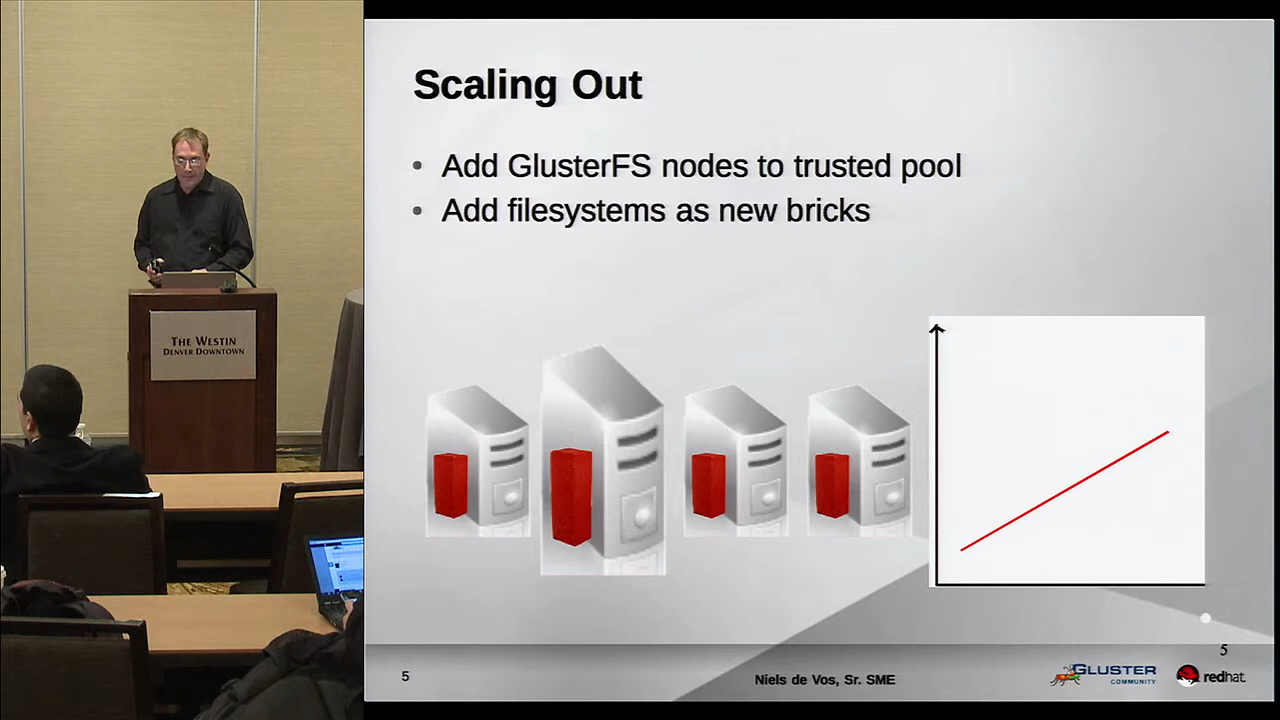 Scaling Out
• Add GlusterFS nodes to trusted pool
• Add filesystems as new bricks
THE WESTIN
DENVER DOWNTOWN
5
5
Niels de Vos, Sr. SME
GLUSTER
COMMUNITY
redhat.